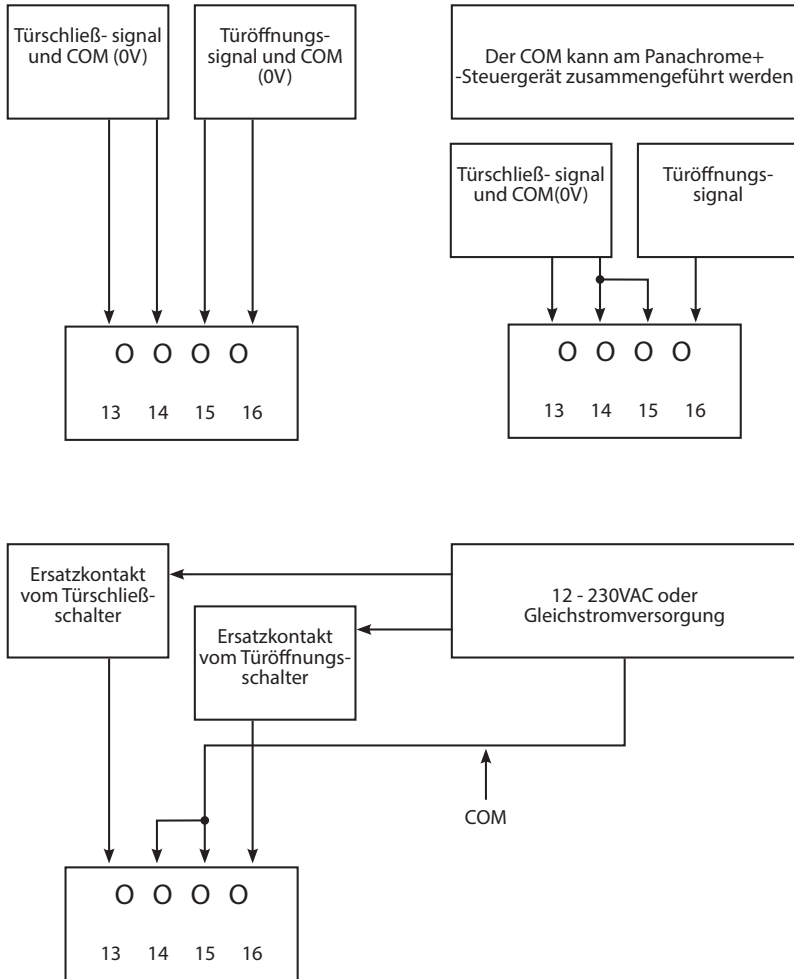 Türschließ- signal
und COM (0V)
Türöffnungs-
signal und COM
(0V)
13 14 15 16
Der COM kann am Panachrome+
-Steuergerät zusammengeführt werden
Türschließ- signal
und COM(0V)
Türöffnungs-
signal
O O O O
13 14 15 16
Ersatzkontakt
vom Türschließ-
schalter
Ersatzkontakt
vom Türöffnungs-
schalter
12 - 230VAC oder
Gleichstromversorgung
COM
O O O O
13 14 15 16